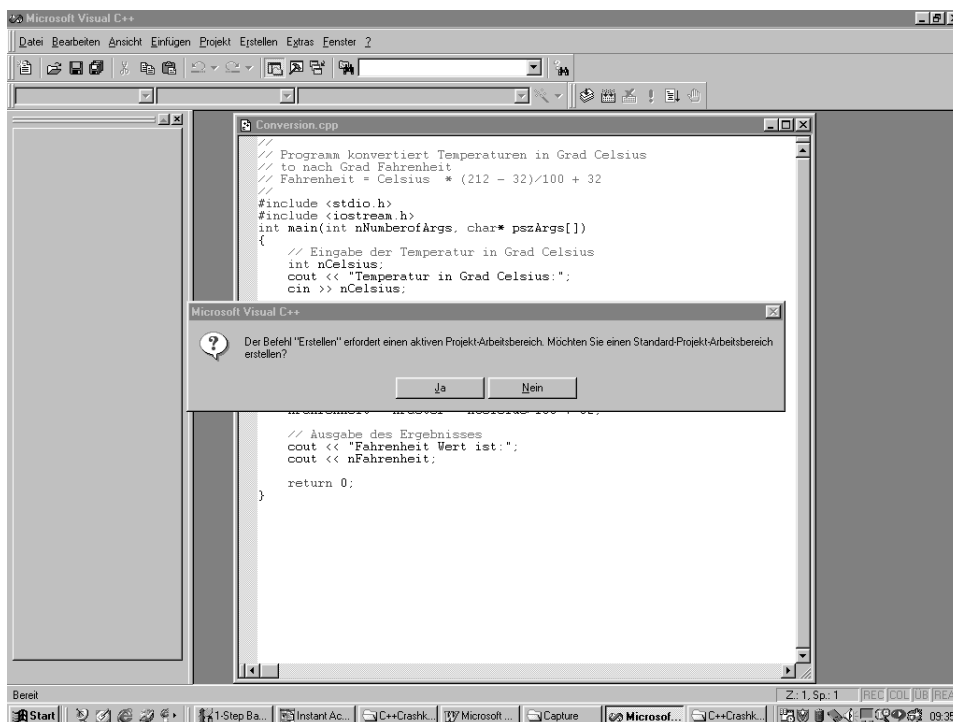 Microsoft Visual C++
Datei Bearbeiten Ansicht Einfügen Projekt Erstellen Extras Fenster ?
Conversion.cpp
//
// Programm konvertiert Temperaturen in Grad Celsius
// to nach Grad Fahrenheit
// Fahrenheit = Celsius * (212 - 32)/100 + 32
//
#include <stdio.h>
#include <iostream.h>
int main(int nNumberofArgs, char* pszArgs[])
{
// Eingabe der Temperatur in Grad Celsius
int nCelsius;
cout << "Temperatur in Grad Celsius:";
cin >> nCelsius;
Microsoft Visual C++
Der Befehl "Erstellen" erfordert einen aktiven Projekt-Arbeitsbereich. Möchten Sie einen Standard-Projekt-Arbeitsbereich
erstellen?
Ja Nein
// Ausgabe des Ergebnisses
cout << "Fahrenheit Wert ist:";
cout << nFahrenheit;
return 0;
}
Bereit Z.: 1, Sp.: 1 REC COL ÜB REA
Start 1-Step Ba... Instant Ac... C++Crashk... Microsoft ... Capture Microsof... C++Crashk... 09:35